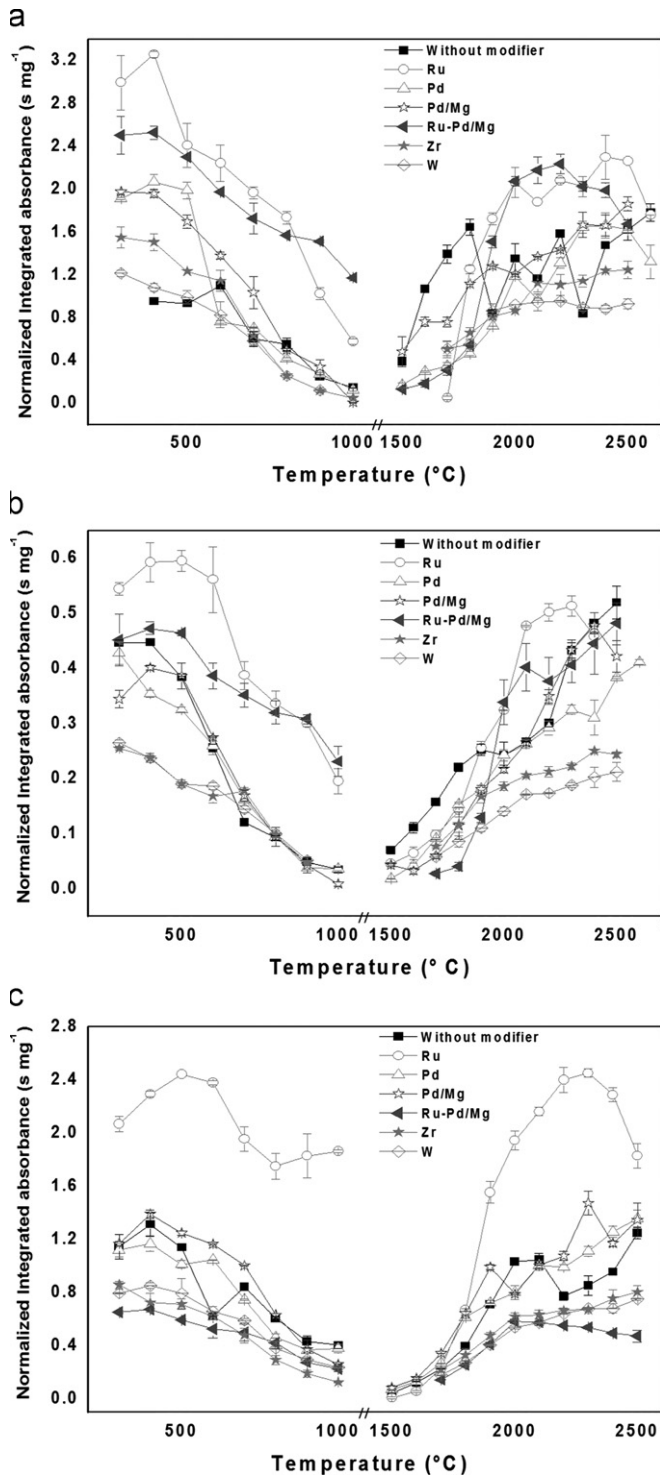 a
Normalized Integrated absorbance (s mg⁻¹)
3.2
2.8
2.4
2.0
1.6
1.2
0.8
0.4
0.0
Without modifier
Ru
Pd
Pd/Mg
Ru-Pd/Mg
Zr
W
500 1000 // 1500 2000 2500
Temperature (°C)
b
Normalized Integrated absorbance (s mg⁻¹)
0.6
0.5
0.4
0.3
0.2
0.1
0.0
Without modifier
Ru
Pd
Pd/Mg
Ru-Pd/Mg
Zr
W
500 1000 // 1500 2000 2500
Temperature (° C)
c
Normalized Integrated absorbance (s mg⁻¹)
2.8
2.4
2.0
1.6
1.2
0.8
0.4
0.0
Without modifier
Ru
Pd
Pd/Mg
Ru-Pd/Mg
Zr
W
500 1000 // 1500 2000 2500
Temperature (°C)